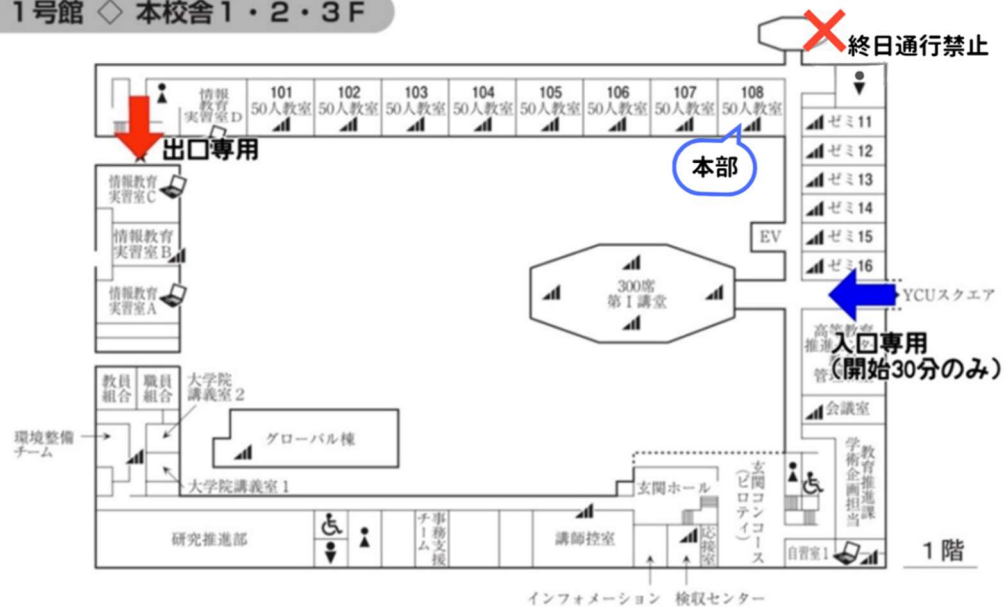 1号館 ◇ 本校舎1・2・3F
終日通行禁止
情報
教育
実習室D
101
50人教室
102
50人教室
103
50人教室
104
50人教室
105
50人教室
106
50人教室
107
50人教室
108
50人教室
本部
出口専用
情報教育
実習室C
情報教育
実習室B
情報教育
実習室A
ゼミ11
ゼミ12
ゼミ13
ゼミ14
ゼミ15
ゼミ16
EV
300席
第Ⅰ講堂
YCUスクエア
入口専用
(開始30分のみ)
高等教育
推進
管
会議室
教員
組合
職員
組合
大学院
講義室2
環境整備
チーム
大学院講義室1
グローバル棟
玄関ホール
玄関コンコース
(ピロティ)
教育推進課
学術企画担当
研究推進部
事務支援
チーム
講師控室
応接室
自習室1
1階
インフォメーション
検収センター